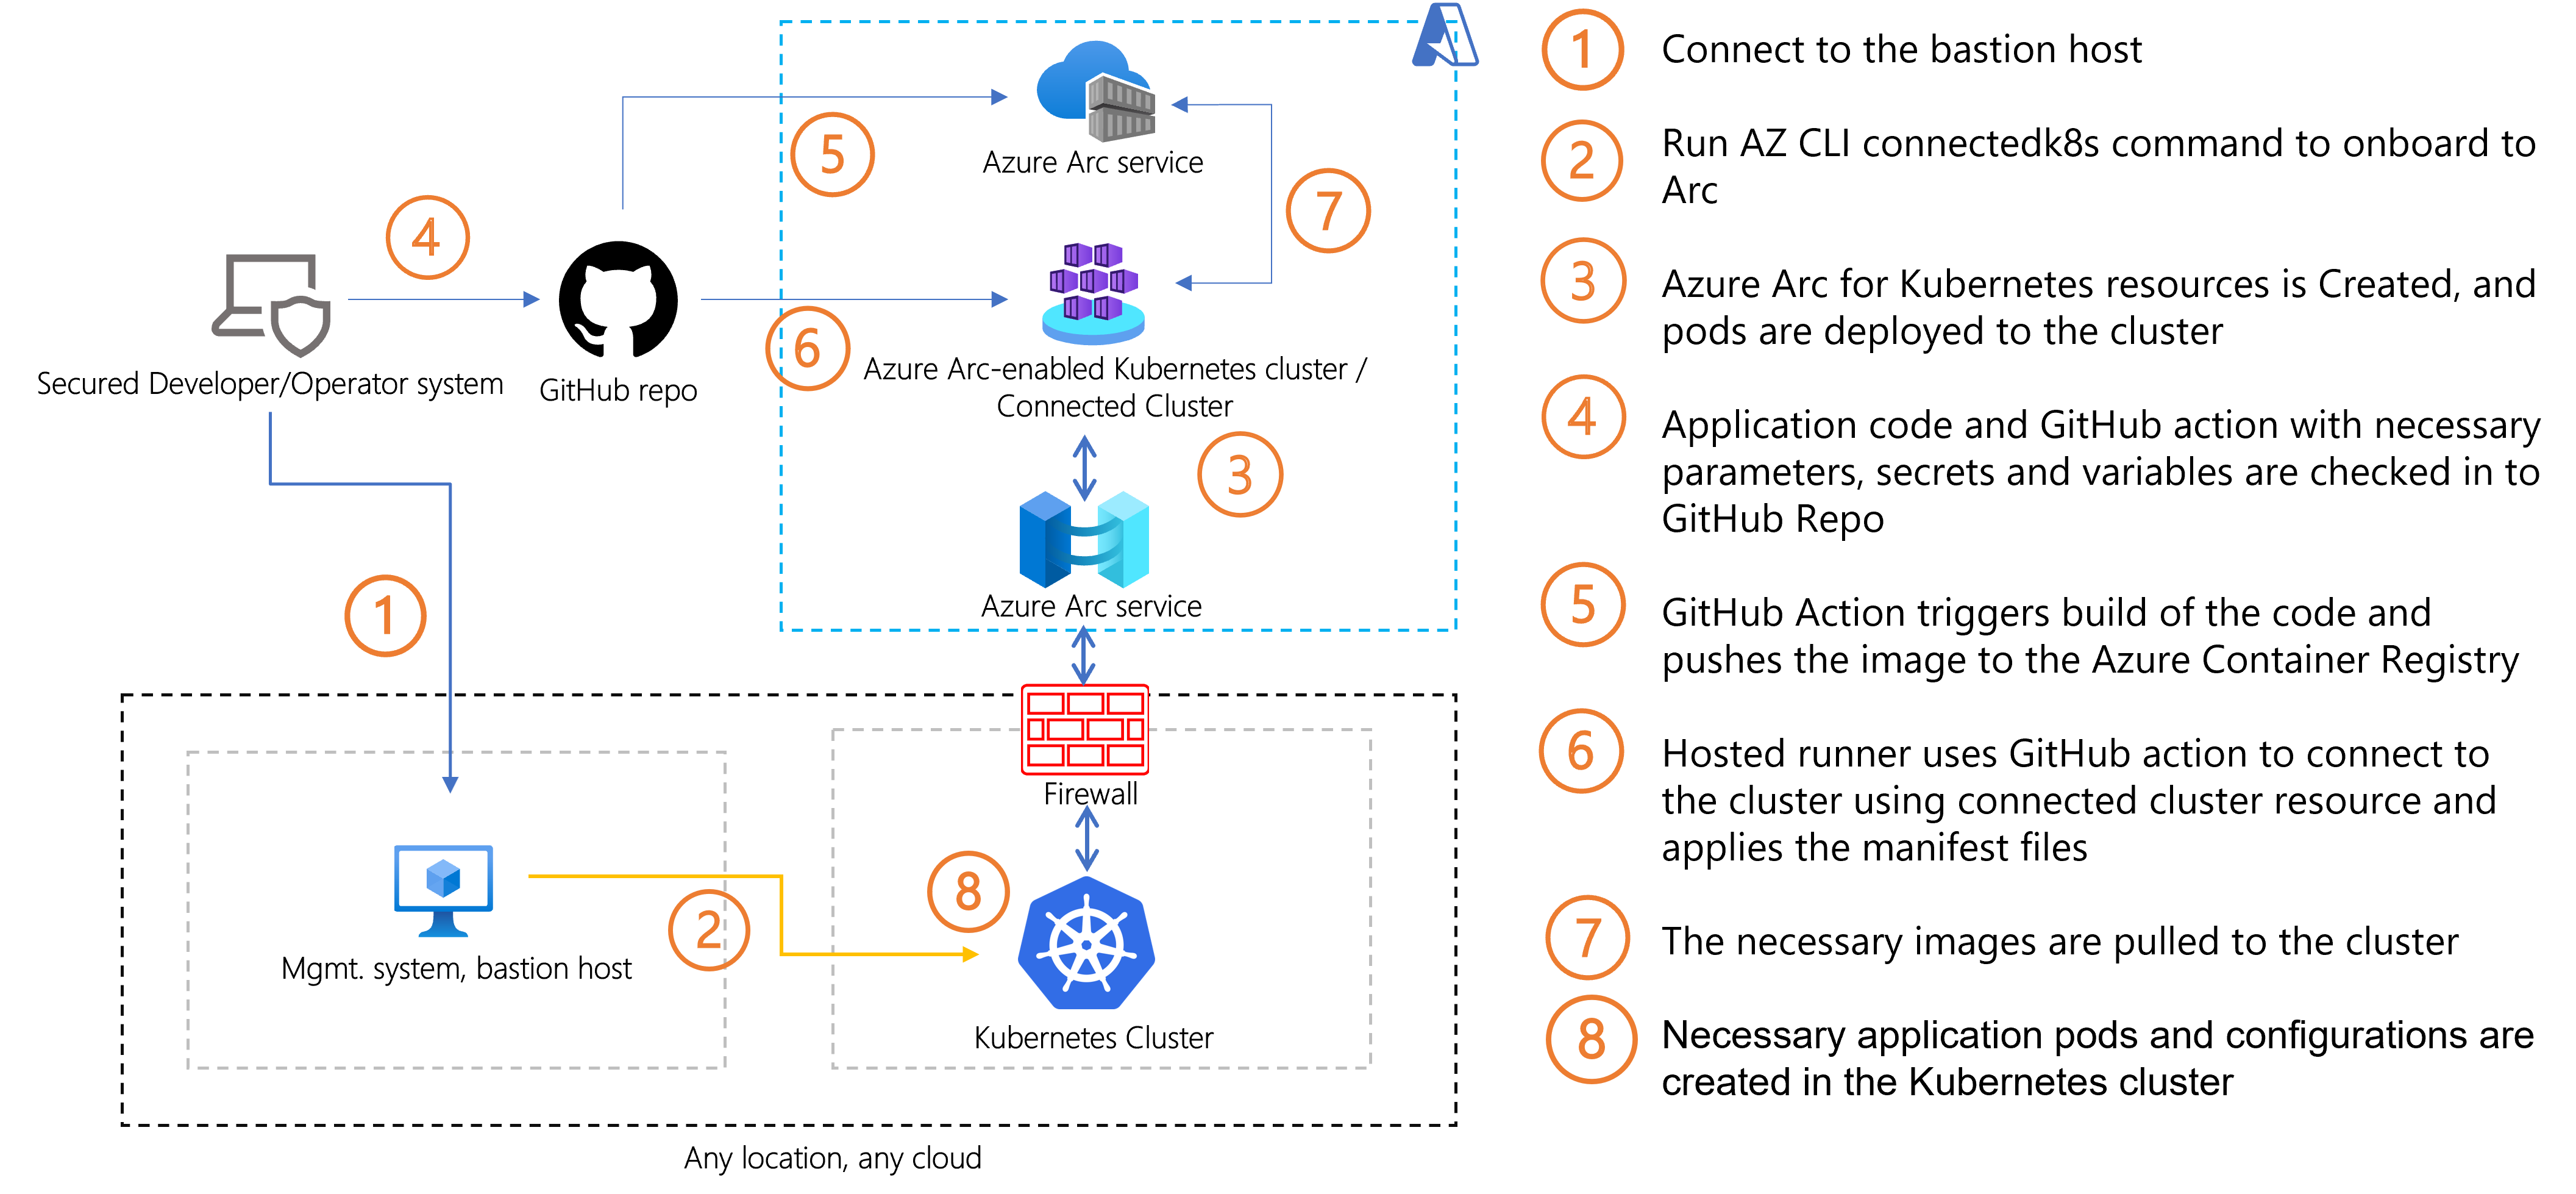 5
Azure Arc service
7
4
Secured Developer/Operator system
GitHub repo
6
Azure Arc-enabled Kubernetes cluster /
Connected Cluster
3
Azure Arc service
1
Firewall
8
2
Mgmt. system, bastion host
Kubernetes Cluster
Any location, any cloud
1
Connect to the bastion host
2
Run AZ CLI connectedk8s command to onboard to
Arc
3
Azure Arc for Kubernetes resources is Created, and
pods are deployed to the cluster
4
Application code and GitHub action with necessary
parameters, secrets and variables are checked in to
GitHub Repo
5
GitHub Action triggers build of the code and
pushes the image to the Azure Container Registry
6
Hosted runner uses GitHub action to connect to
the cluster using connected cluster resource and
applies the manifest files
7
The necessary images are pulled to the cluster
8
Necessary application pods and configurations are
created in the Kubernetes cluster